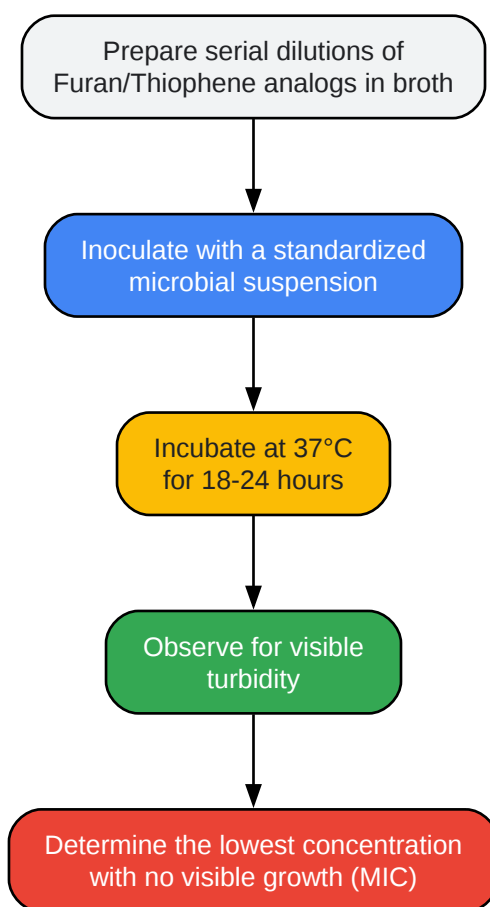 Prepare serial dilutions of
Furan/Thiophene analogs in broth
Inoculate with a standardized
microbial suspension
Incubate at 37°C
for 18-24 hours
Observe for visible
turbidity
Determine the lowest concentration
with no visible growth (MIC)